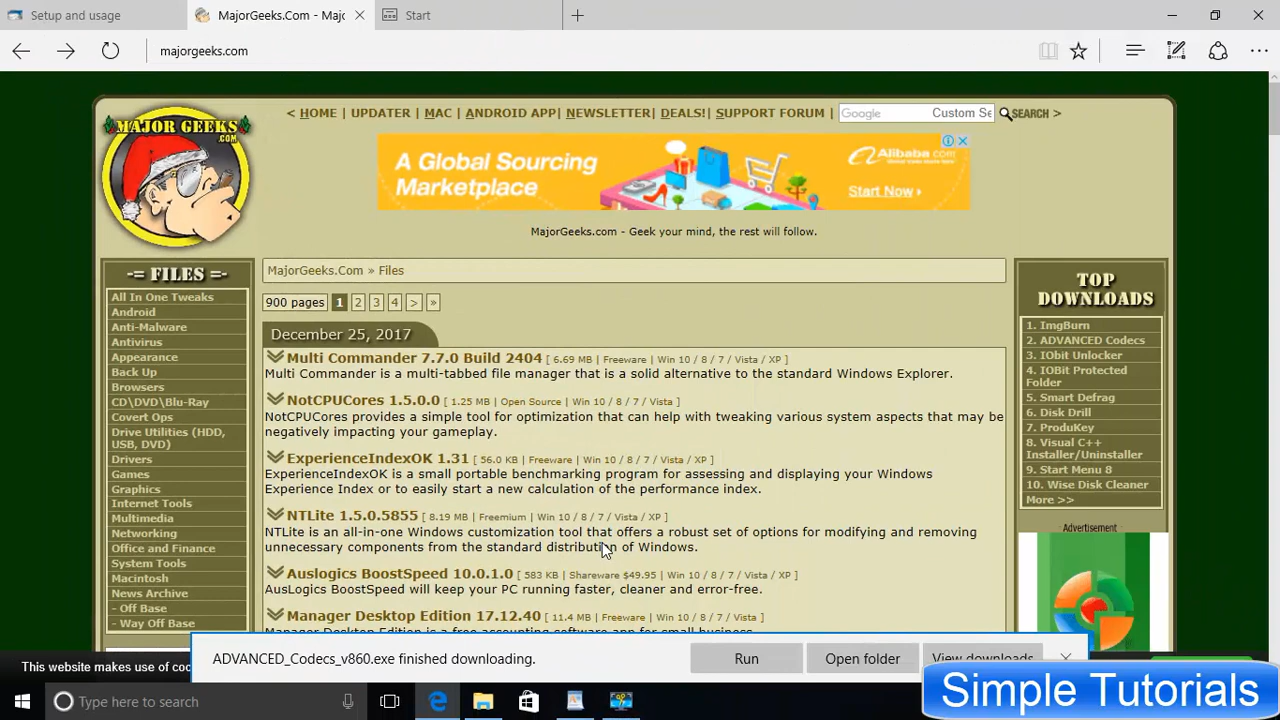 Setup and usage
MajorGeeks.Com - Majo
Start
majorgeeks.com
MAJOR GEEKS
.COM
< HOME | UPDATER | MAC | ANDROID APP| NEWSLETTER| DEALS!| SUPPORT FORUM |
Google Custom Se
SEARCH >
A Global Sourcing
Marketplace
Alibaba.com
Start Now ›
MajorGeeks.com - Geek your mind, the rest will follow.
-= FILES =-
All In One Tweaks
Android
Anti-Malware
Antivirus
Appearance
Back Up
Browsers
CD\DVD\Blu-Ray
Covert Ops
Drive Utilities (HDD,
USB, DVD)
Drivers
Games
Graphics
Internet Tools
Multimedia
Networking
Office and Finance
System Tools
Macintosh
News Archive
- Off Base
- Way Off Base
MajorGeeks.Com » Files
900 pages 1 2 3 4 > »
December 25, 2017
Multi Commander 7.7.0 Build 2404 [ 6.69 MB | Freeware | Win 10 / 8 / 7 / Vista / XP ]
Multi Commander is a multi-tabbed file manager that is a solid alternative to the standard Windows Explorer.
NotCPUCores 1.5.0.0 [ 1.25 MB | Open Source | Win 10 / 8 / 7 / Vista ]
NotCPUCores provides a simple tool for optimization that can help with tweaking various system aspects that may be
negatively impacting your gameplay.
ExperienceIndexOK 1.31 [ 56.0 KB | Freeware | Win 10 / 8 / 7 / Vista / XP ]
ExperienceIndexOK is a small portable benchmarking program for assessing and displaying your Windows
Experience Index or to easily start a new calculation of the performance index.
NTLite 1.5.0.5855 [ 8.19 MB | Freemium | Win 10 / 8 / 7 / Vista / XP ]
NTLite is an all-in-one Windows customization tool that offers a robust set of options for modifying and removing
unnecessary components from the standard distribution of Windows.
Auslogics BoostSpeed 10.0.1.0 [ 583 KB | Shareware $49.95 | Win 10 / 8 / 7 / Vista / XP ]
AusLogics BoostSpeed will keep your PC running faster, cleaner and error-free.
Manager Desktop Edition 17.12.40 [ 11.4 MB | Freeware | Win 10 / 8 / 7 / Vista ]
Manager Desktop Edition is a free accounting software app for small business.
TOP
DOWNLOADS
1. ImgBurn
2. ADVANCED Codecs
3. IObit Unlocker
4. IOBit Protected
Folder
5. Smart Defrag
6. Disk Drill
7. ProduKey
8. Visual C++
Installer/Uninstaller
9. Start Menu 8
10. Wise Disk Cleaner
More >>
Advertisement
This website makes use of coo
ADVANCED_Codecs_v860.exe finished downloading.
Run
Open folder
View downloads
Type here to search
Simple Tutorials